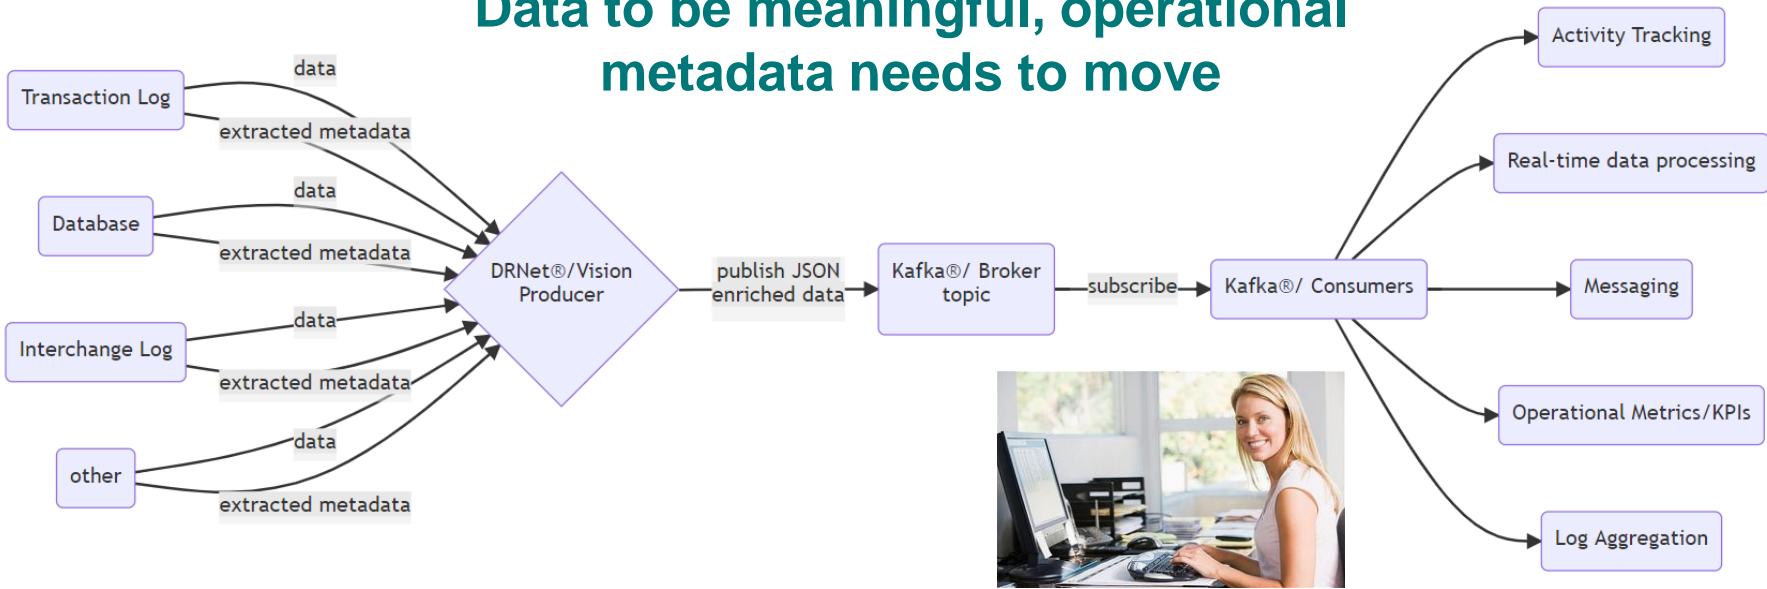 Data to be meaningful, operational
metadata needs to move
Transaction Log
data
extracted metadata
Database
data
extracted metadata
Interchange Log
data
extracted metadata
other
data
extracted metadata
DRNet®/Vision
Producer
publish JSON
enriched data
Kafka®/ Broker
topic
subscribe
Kafka®/ Consumers
Activity Tracking
Real-time data processing
Messaging
Operational Metrics/KPIs
Log Aggregation